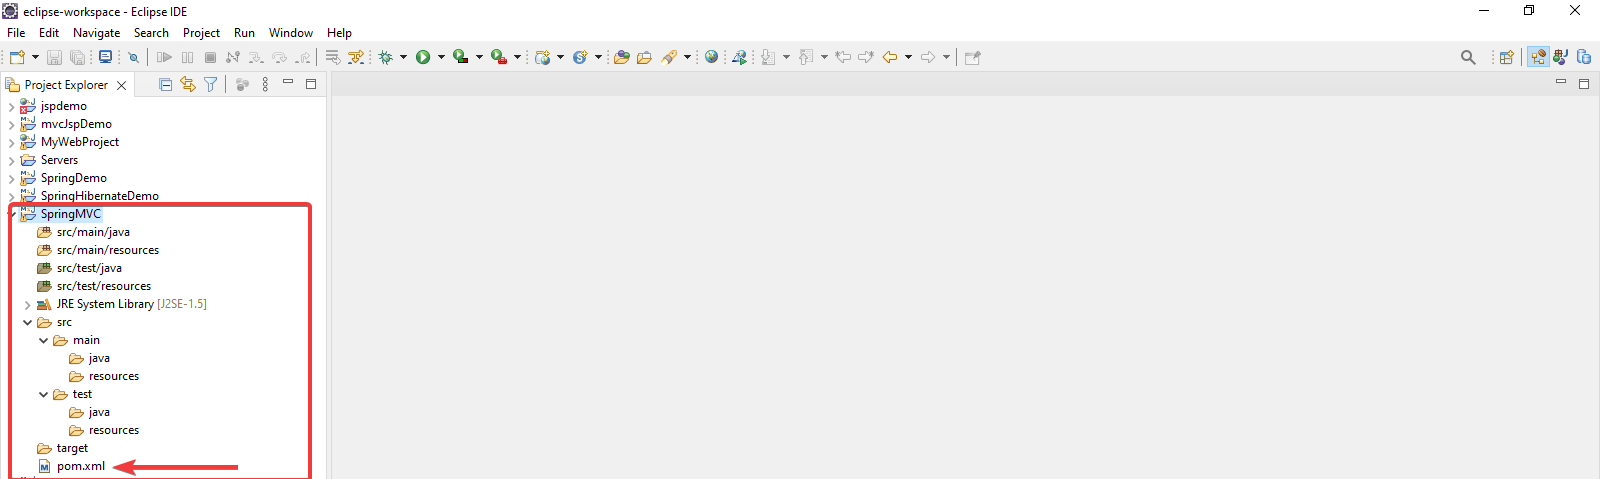 eclipse-workspace - Eclipse IDE
File Edit Navigate Search Project Run Window Help
Project Explorer
jspdemo
mvcJspDemo
MyWebProject
Servers
SpringDemo
SpringHibernateDemo
SpringMVC
src/main/java
src/main/resources
src/test/java
src/test/resources
JRE System Library [J2SE-1.5]
src
main
java
resources
test
java
resources
target
pom.xml